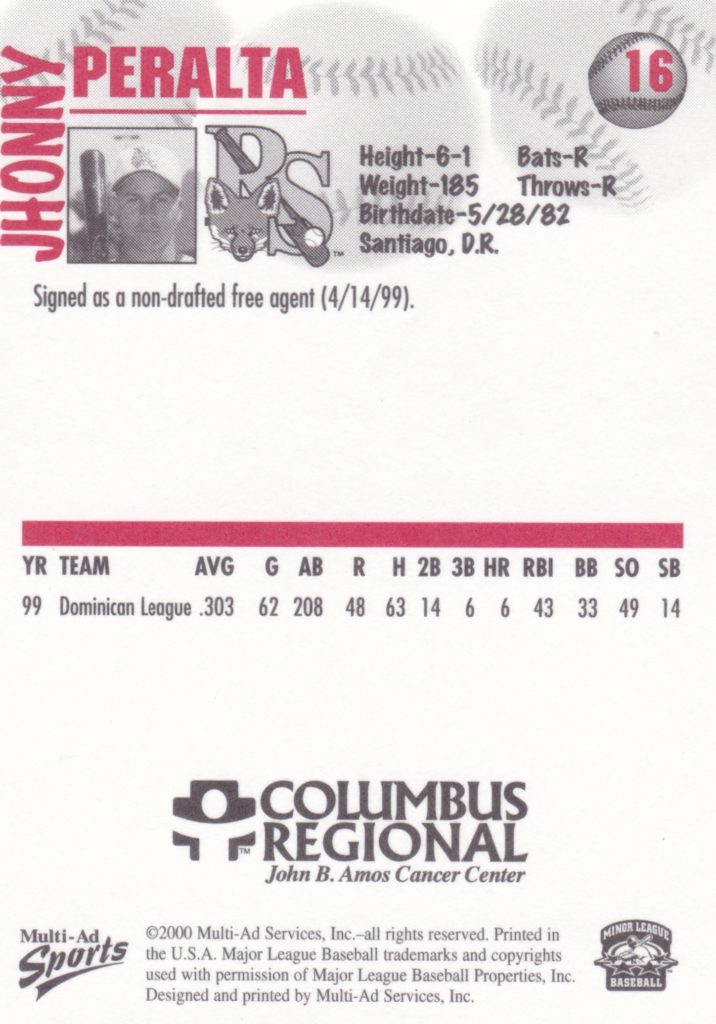 JHONNY
PERALTA
16
RS
TM
Height-6-1 Bats-R
Weight-185 Throws-R
Birthdate-5/28/82
Santiago, D.R.
Signed as a non-drafted free agent (4/14/99).
YR TEAM AVG G AB R H 2B 3B HR RBI BB SO SB
99 Dominican League .303 62 208 48 63 14 6 6 43 33 49 14
COLUMBUS
REGIONAL
TM
John B. Amos Cancer Center
Multi-Ad
Sports
©2000 Multi-Ad Services, Inc.–all rights reserved. Printed in
the U.S.A. Major League Baseball trademarks and copyrights
used with permission of Major League Baseball Properties, Inc.
Designed and printed by Multi-Ad Services, Inc.
MINOR LEAGUE
BASEBALL